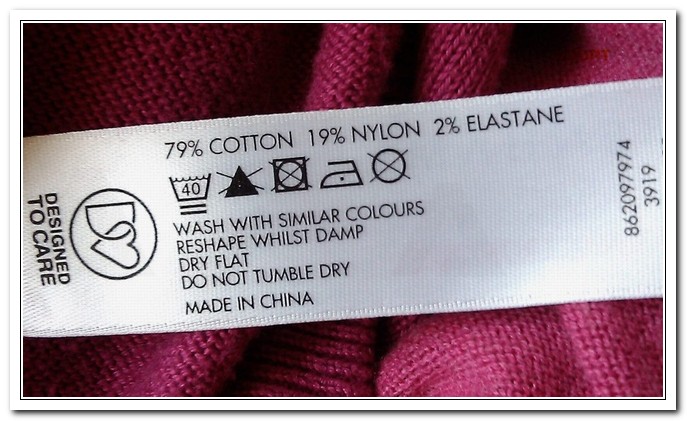 79% COTTON 19% NYLON 2% ELASTANE
40
WASH WITH SIMILAR COLOURS
RESHAPE WHILST DAMP
DRY FLAT
DO NOT TUMBLE DRY
MADE IN CHINA
DESIGNED
TO CARE
862097974
3919